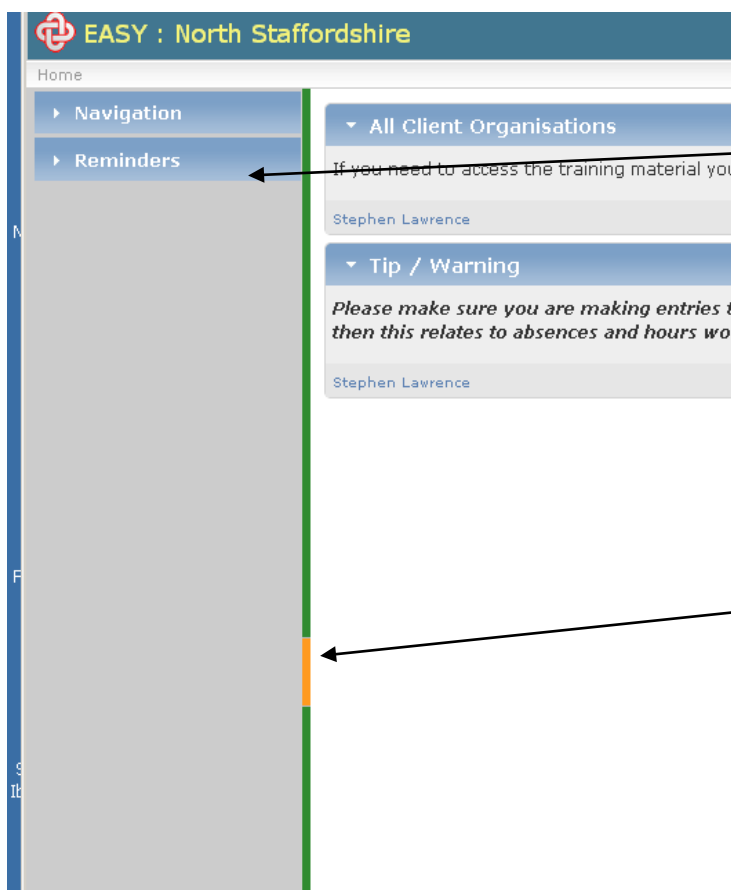 EASY : North Staffordshire
Home
Navigation
Reminders
All Client Organisations
If you need to access the training material you
Stephen Lawrence
Tip / Warning
Please make sure you are making entries t
then this relates to absences and hours wo
Stephen Lawrence
N
F
S
Ib